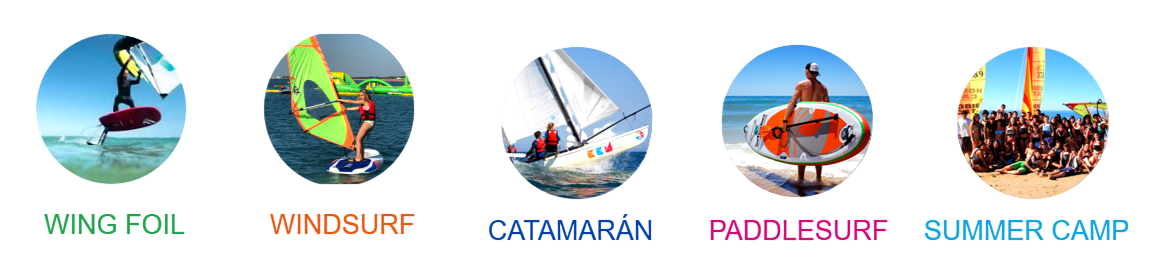 WING FOIL
WINDSURF
CATAMARÁN
PADDLESURF
SUMMER CAMP